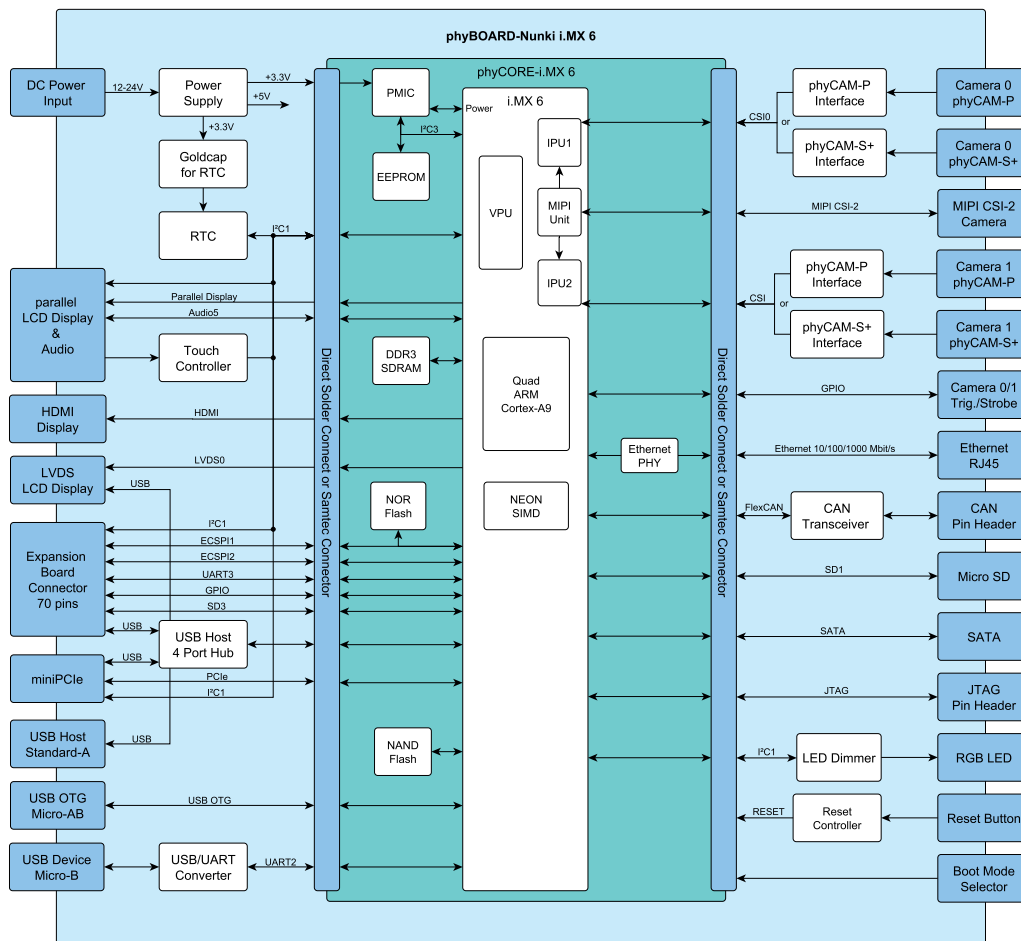 phyBOARD-Nunki i.MX 6
phyCORE-i.MX 6
DC Power
Input
12-24V
Power
Supply
+3.3V
+5V
+3.3V
Goldcap
for RTC
RTC
I²C1
parallel
LCD Display
&
Audio
Parallel Display
Audio5
Touch
Controller
HDMI
Display
HDMI
LVDS
LCD Display
LVDS0
USB
Expansion
Board
Connector
70 pins
I²C1
ECSPI1
ECSPI2
UART3
GPIO
SD3
USB
USB Host
4 Port Hub
miniPCIe
USB
PCIe
I²C1
USB Host
Standard-A
USB
USB OTG
Micro-AB
USB OTG
USB Device
Micro-B
USB/UART
Converter
UART2
Direct Solder Connect or Samtec Connector
PMIC
I²C3
EEPROM
DDR3
SDRAM
NOR
Flash
NAND
Flash
i.MX 6
Power
IPU1
VPU
MIPI
Unit
IPU2
Quad
ARM
Cortex-A9
NEON
SIMD
Ethernet
PHY
Direct Solder Connect or Samtec Connector
CSI0
or
phyCAM-P
Interface
phyCAM-S+
Interface
Camera 0
phyCAM-P
Camera 0
phyCAM-S+
MIPI CSI-2
MIPI CSI-2
Camera
CSI
or
phyCAM-P
Interface
phyCAM-S+
Interface
Camera 1
phyCAM-P
Camera 1
phyCAM-S+
GPIO
Camera 0/1
Trig./Strobe
Ethernet 10/100/1000 Mbit/s
Ethernet
RJ45
FlexCAN
CAN
Transceiver
CAN
Pin Header
SD1
Micro SD
SATA
SATA
JTAG
JTAG
Pin Header
I²C1
LED Dimmer
RGB LED
RESET
Reset
Controller
Reset Button
Boot Mode
Selector